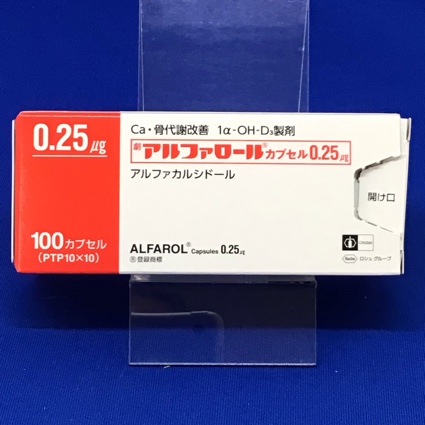 0.25㎍
100カプセル
(PTP10×10)
Ca・骨代謝改善 1α-OH-D₃製剤
劇 アルファロール® カプセル 0.25㎍
アルファカルシドール
開け口
ALFAROL® Capsules 0.25㎍
®登録商標
Roche ロシュ グループ